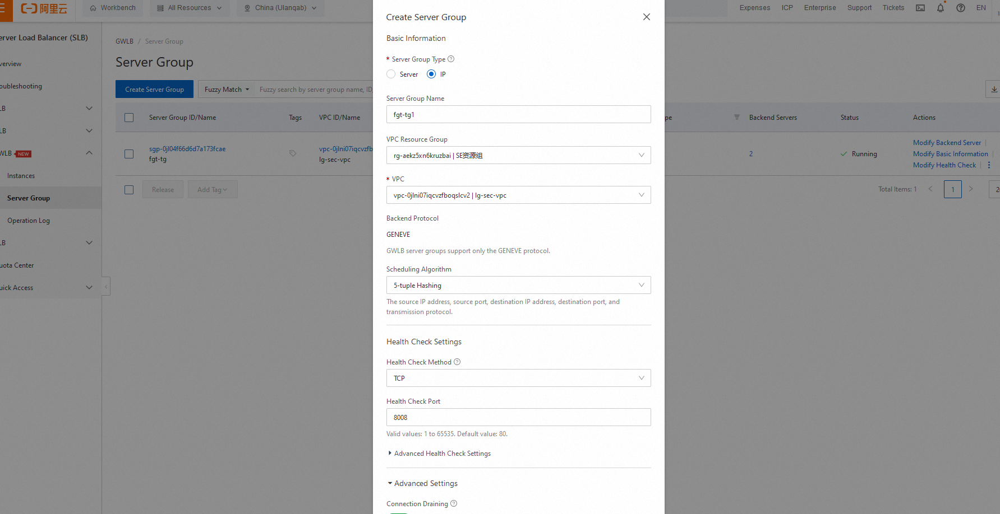 阿里云
Workbench
All Resources
China (Ulanqab)
Expenses
ICP
Enterprise
Support
Tickets
EN
erver Load Balancer (SLB)
verview
oubleshooting
LB
LB
WLB NEW
Instances
Server Group
Operation Log
LB
uota Center
uick Access
GWLB / Server Group
Server Group
Create Server Group
Fuzzy Match
Fuzzy search by server group name, ID,
Server Group ID/Name
Tags
VPC ID/Name
pe
Backend Servers
Status
Actions
sgp-0jl04f66d6d7a173fcae
fgt-tg
vpc-0jlni07iqcvzfb
lg-sec-vpc
2
Running
Modify Backend Server
Modify Basic Information
Modify Health Check
Release
Add Tag
Total Items: 1
1
20
Create Server Group
Basic Information
* Server Group Type
Server
IP
Server Group Name
fgt-tg1
VPC Resource Group
rg-aekz5xn6kruzbai | SE资源组
* VPC
vpc-0jlni07iqcvzfboqslcv2 | lg-sec-vpc
Backend Protocol
GENEVE
GWLB server groups support only the GENEVE protocol.
Scheduling Algorithm
5-tuple Hashing
The source IP address, source port, destination IP address, destination port, and
transmission protocol.
Health Check Settings
Health Check Method
TCP
Health Check Port
8008
Valid values: 1 to 65535. Default value: 80.
Advanced Health Check Settings
Advanced Settings
Connection Draining